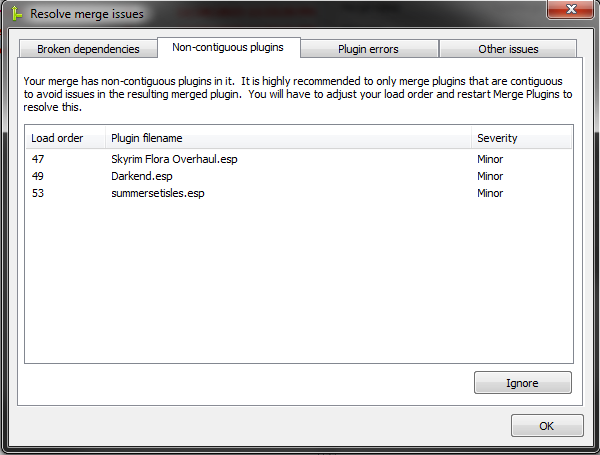 Resolve merge issues
Broken dependencies Non-contiguous plugins Plugin errors Other issues
Your merge has non-contiguous plugins in it. It is highly recommended to only merge plugins that are contiguous
to avoid issues in the resulting merged plugin. You will have to adjust your load order and restart Merge Plugins to
resolve this.
Load order Plugin filename Severity
47 Skyrim Flora Overhaul.esp Minor
49 Darkend.esp Minor
53 summersetisles.esp Minor
Ignore
OK